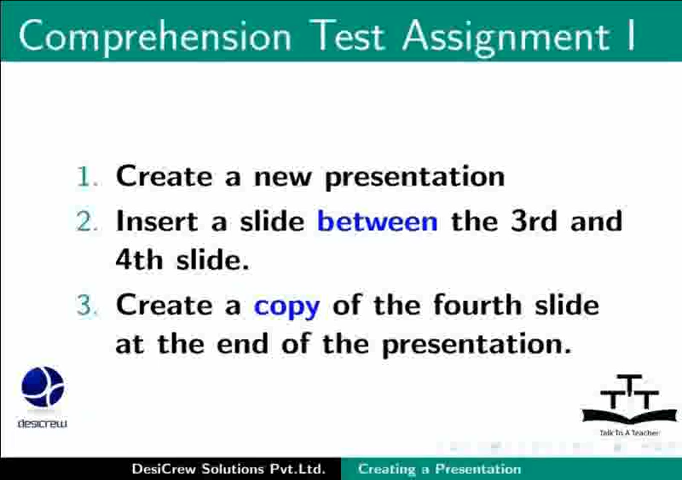 Comprehension Test Assignment I
1. Create a new presentation
2. Insert a slide between the 3rd and
4th slide.
3. Create a copy of the fourth slide
at the end of the presentation.
desicrew
TTT
Talk To A Teacher
DesiCrew Solutions Pvt.Ltd.
Creating a Presentation